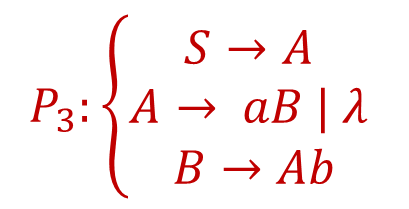 S → A
P₃: { A → aB | λ
B → Ab